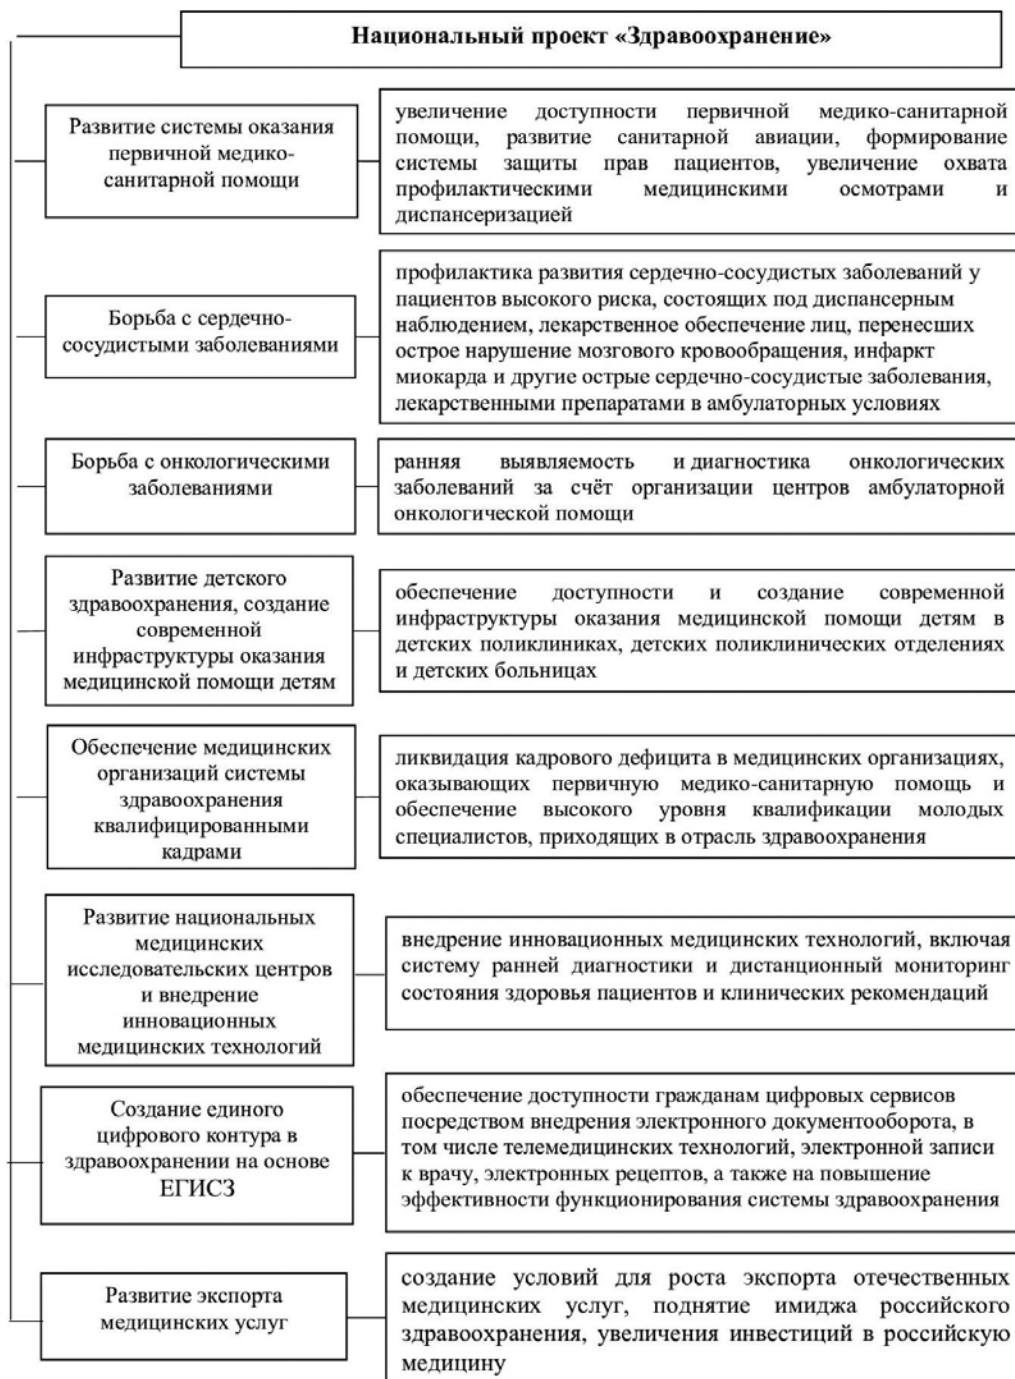 Национальный проект «Здравоохранение»
Развитие системы оказания
первичной медико-
санитарной помощи
увеличение доступности первичной медико-санитарной
помощи, развитие санитарной авиации, формирование
системы защиты прав пациентов, увеличение охвата
профилактическими медицинскими осмотрами и
диспансеризацией
Борьба с сердечно-
сосудистыми заболеваниями
профилактика развития сердечно-сосудистых заболеваний у
пациентов высокого риска, состоящих под диспансерным
наблюдением, лекарственное обеспечение лиц, перенесших
острое нарушение мозгового кровообращения, инфаркт
миокарда и другие острые сердечно-сосудистые заболевания,
лекарственными препаратами в амбулаторных условиях
Борьба с онкологическими
заболеваниями
ранняя выявляемость и диагностика онкологических
заболеваний за счёт организации центров амбулаторной
онкологической помощи
Развитие детского
здравоохранения, создание
современной
инфраструктуры оказания
медицинской помощи детям
обеспечение доступности и создание современной
инфраструктуры оказания медицинской помощи детям в
детских поликлиниках, детских поликлинических отделениях
и детских больницах
Обеспечение медицинских
организаций системы
здравоохранения
квалифицированными
кадрами
ликвидация кадрового дефицита в медицинских организациях,
оказывающих первичную медико-санитарную помощь и
обеспечение высокого уровня квалификации молодых
специалистов, приходящих в отрасль здравоохранения
Развитие национальных
медицинских
исследовательских центров
и внедрение
инновационных
медицинских технологий
внедрение инновационных медицинских технологий, включая
систему ранней диагностики и дистанционный мониторинг
состояния здоровья пациентов и клинических рекомендаций
Создание единого
цифрового контура в
здравоохранении на основе
ЕГИСЗ
обеспечение доступности гражданам цифровых сервисов
посредством внедрения электронного документооборота, в
том числе телемедицинских технологий, электронной записи
к врачу, электронных рецептов, а также на повышение
эффективности функционирования системы здравоохранения
Развитие экспорта
медицинских услуг
создание условий для роста экспорта отечественных
медицинских услуг, поднятие имиджа российского
здравоохранения, увеличения инвестиций в российскую
медицину